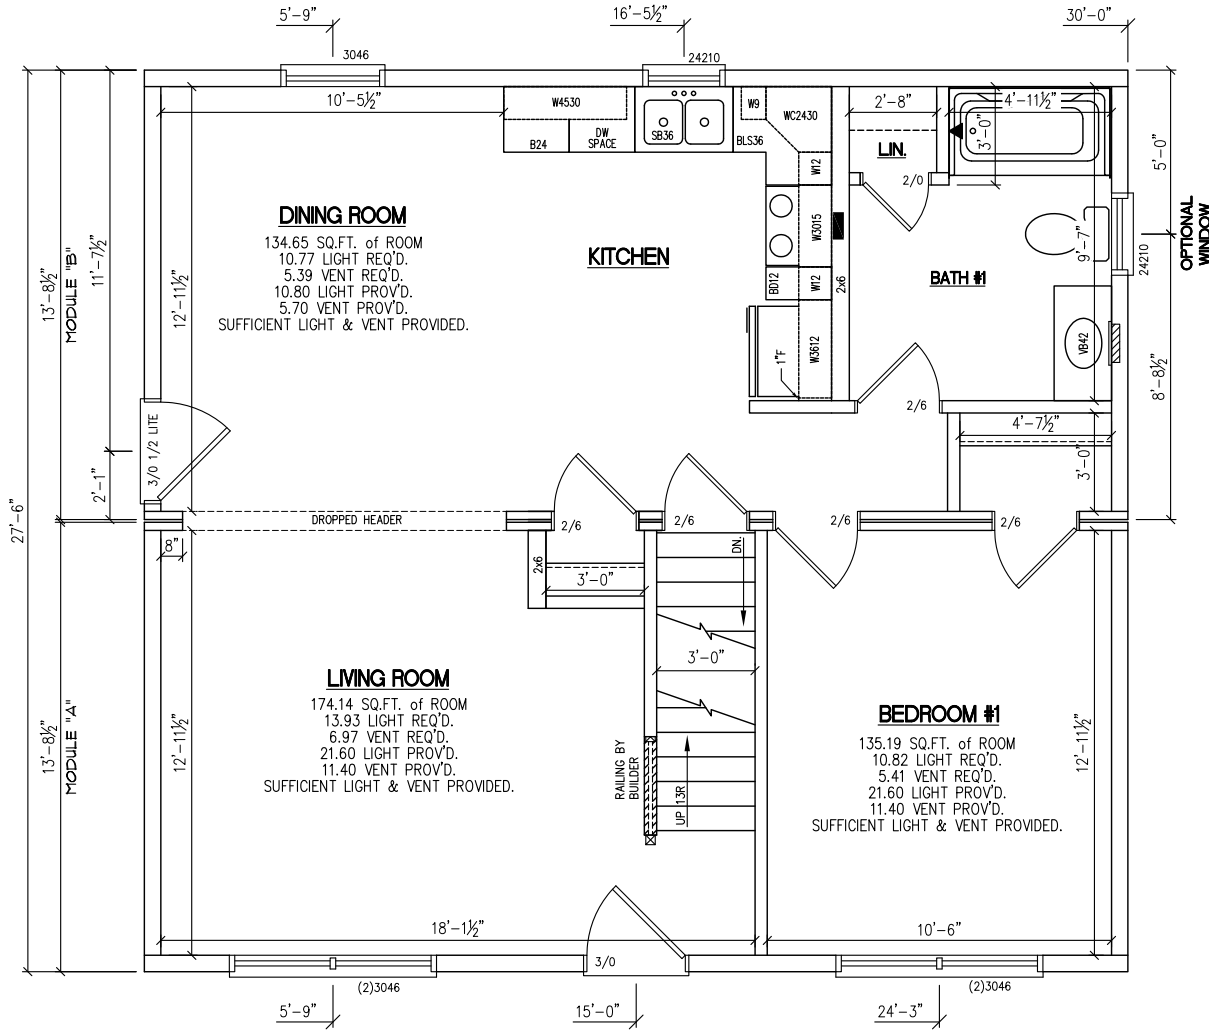 5'-9"
16'-5½"
30'-0"
3046
24210
10'-5½"
W4530
B24
DW
SPACE
SB36
W9
WC2430
BLS36
W12
2'-8"
LIN.
2/0
4'-11½"
3'-0"
5'-0"
OPTIONAL
WINDOW
24210
DINING ROOM
134.65 SQ.FT. of ROOM
10.77 LIGHT REQ'D.
5.39 VENT REQ'D.
10.80 LIGHT PROV'D.
5.70 VENT PROV'D.
SUFFICIENT LIGHT & VENT PROVIDED.
KITCHEN
W3015
BD12
W12
2x6
W3612
1"F
BATH #1
9'-7"
VB42
8'-8½"
13'-8½"
MODULE "B"
11'-7½"
12'-11½"
2'-1"
3/0 1/2 LITE
27'-6"
2/6
4'-7½"
3'-0"
8"
DROPPED HEADER
2/6
2/6
2/6
2/6
2x6
3'-0"
DN.
3'-0"
13'-8½"
MODULE "A"
12'-11½"
LIVING ROOM
174.14 SQ.FT. of ROOM
13.93 LIGHT REQ'D.
6.97 VENT REQ'D.
21.60 LIGHT PROV'D.
11.40 VENT PROV'D.
SUFFICIENT LIGHT & VENT PROVIDED.
RAILING BY
BUILDER
UP 13R
BEDROOM #1
135.19 SQ.FT. of ROOM
10.82 LIGHT REQ'D.
5.41 VENT REQ'D.
21.60 LIGHT PROV'D.
11.40 VENT PROV'D.
SUFFICIENT LIGHT & VENT PROVIDED.
12'-11½"
18'-1½"
10'-6"
3/0
(2)3046
(2)3046
5'-9"
15'-0"
24'-3"